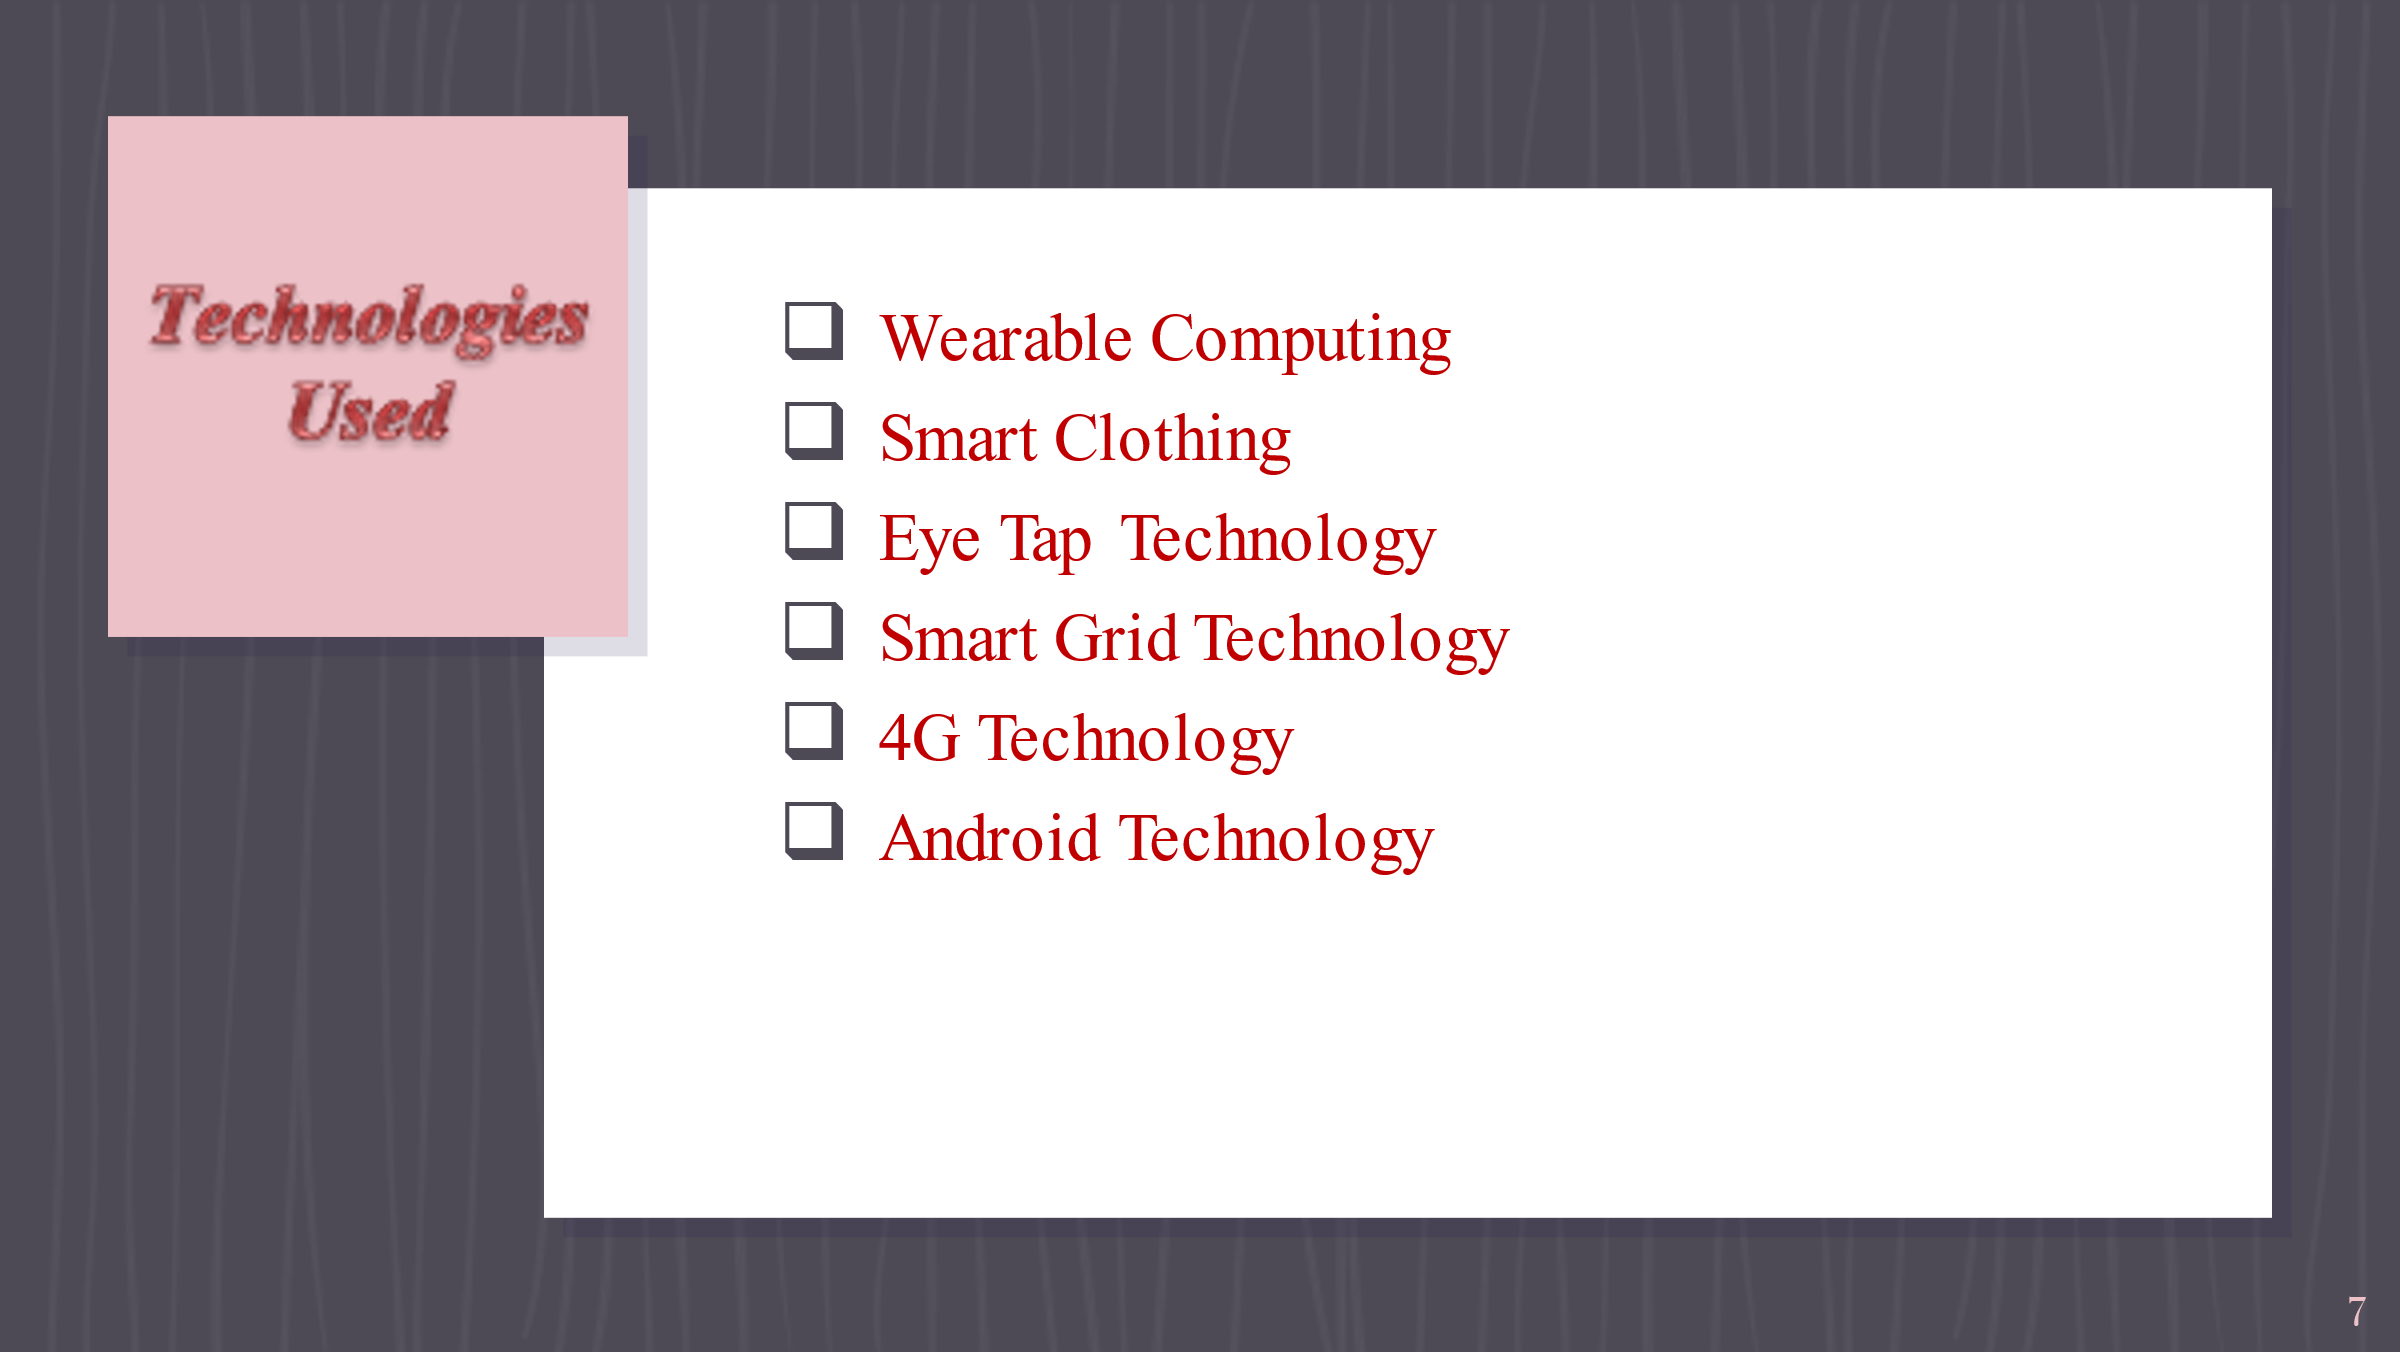 Technologies
Used
❑ Wearable Computing
❑ Smart Clothing
❑ Eye Tap Technology
❑ Smart Grid Technology
❑ 4G Technology
❑ Android Technology
7